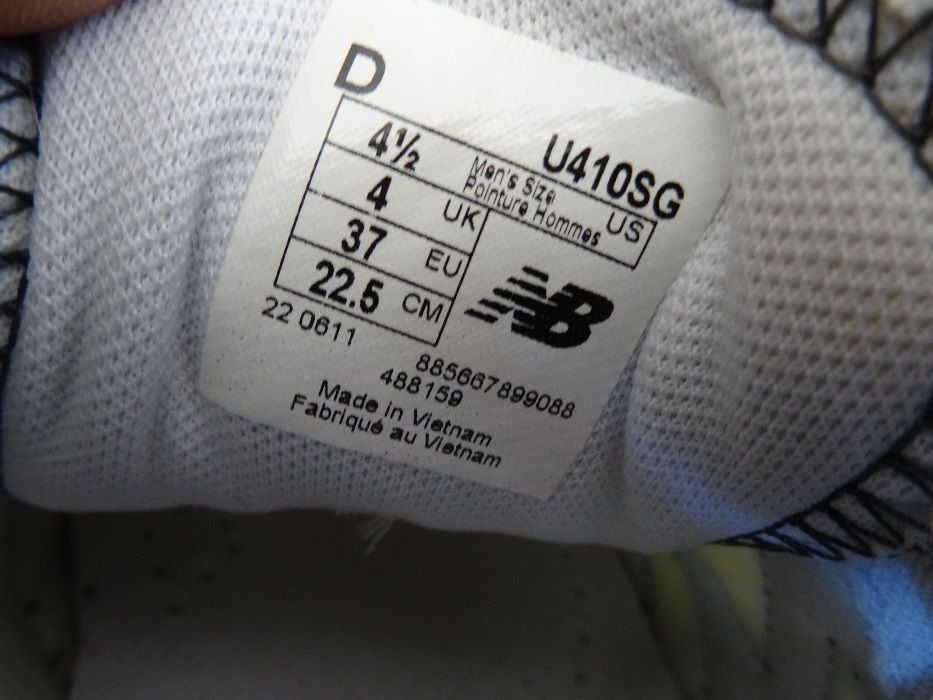 D
U410SG
4½ Men's Size US
Pointure Hommes
4 UK
37 EU
22.5 CM
NB
22 0611
885667899088
488159
Made in Vietnam
Fabriqué au Vietnam